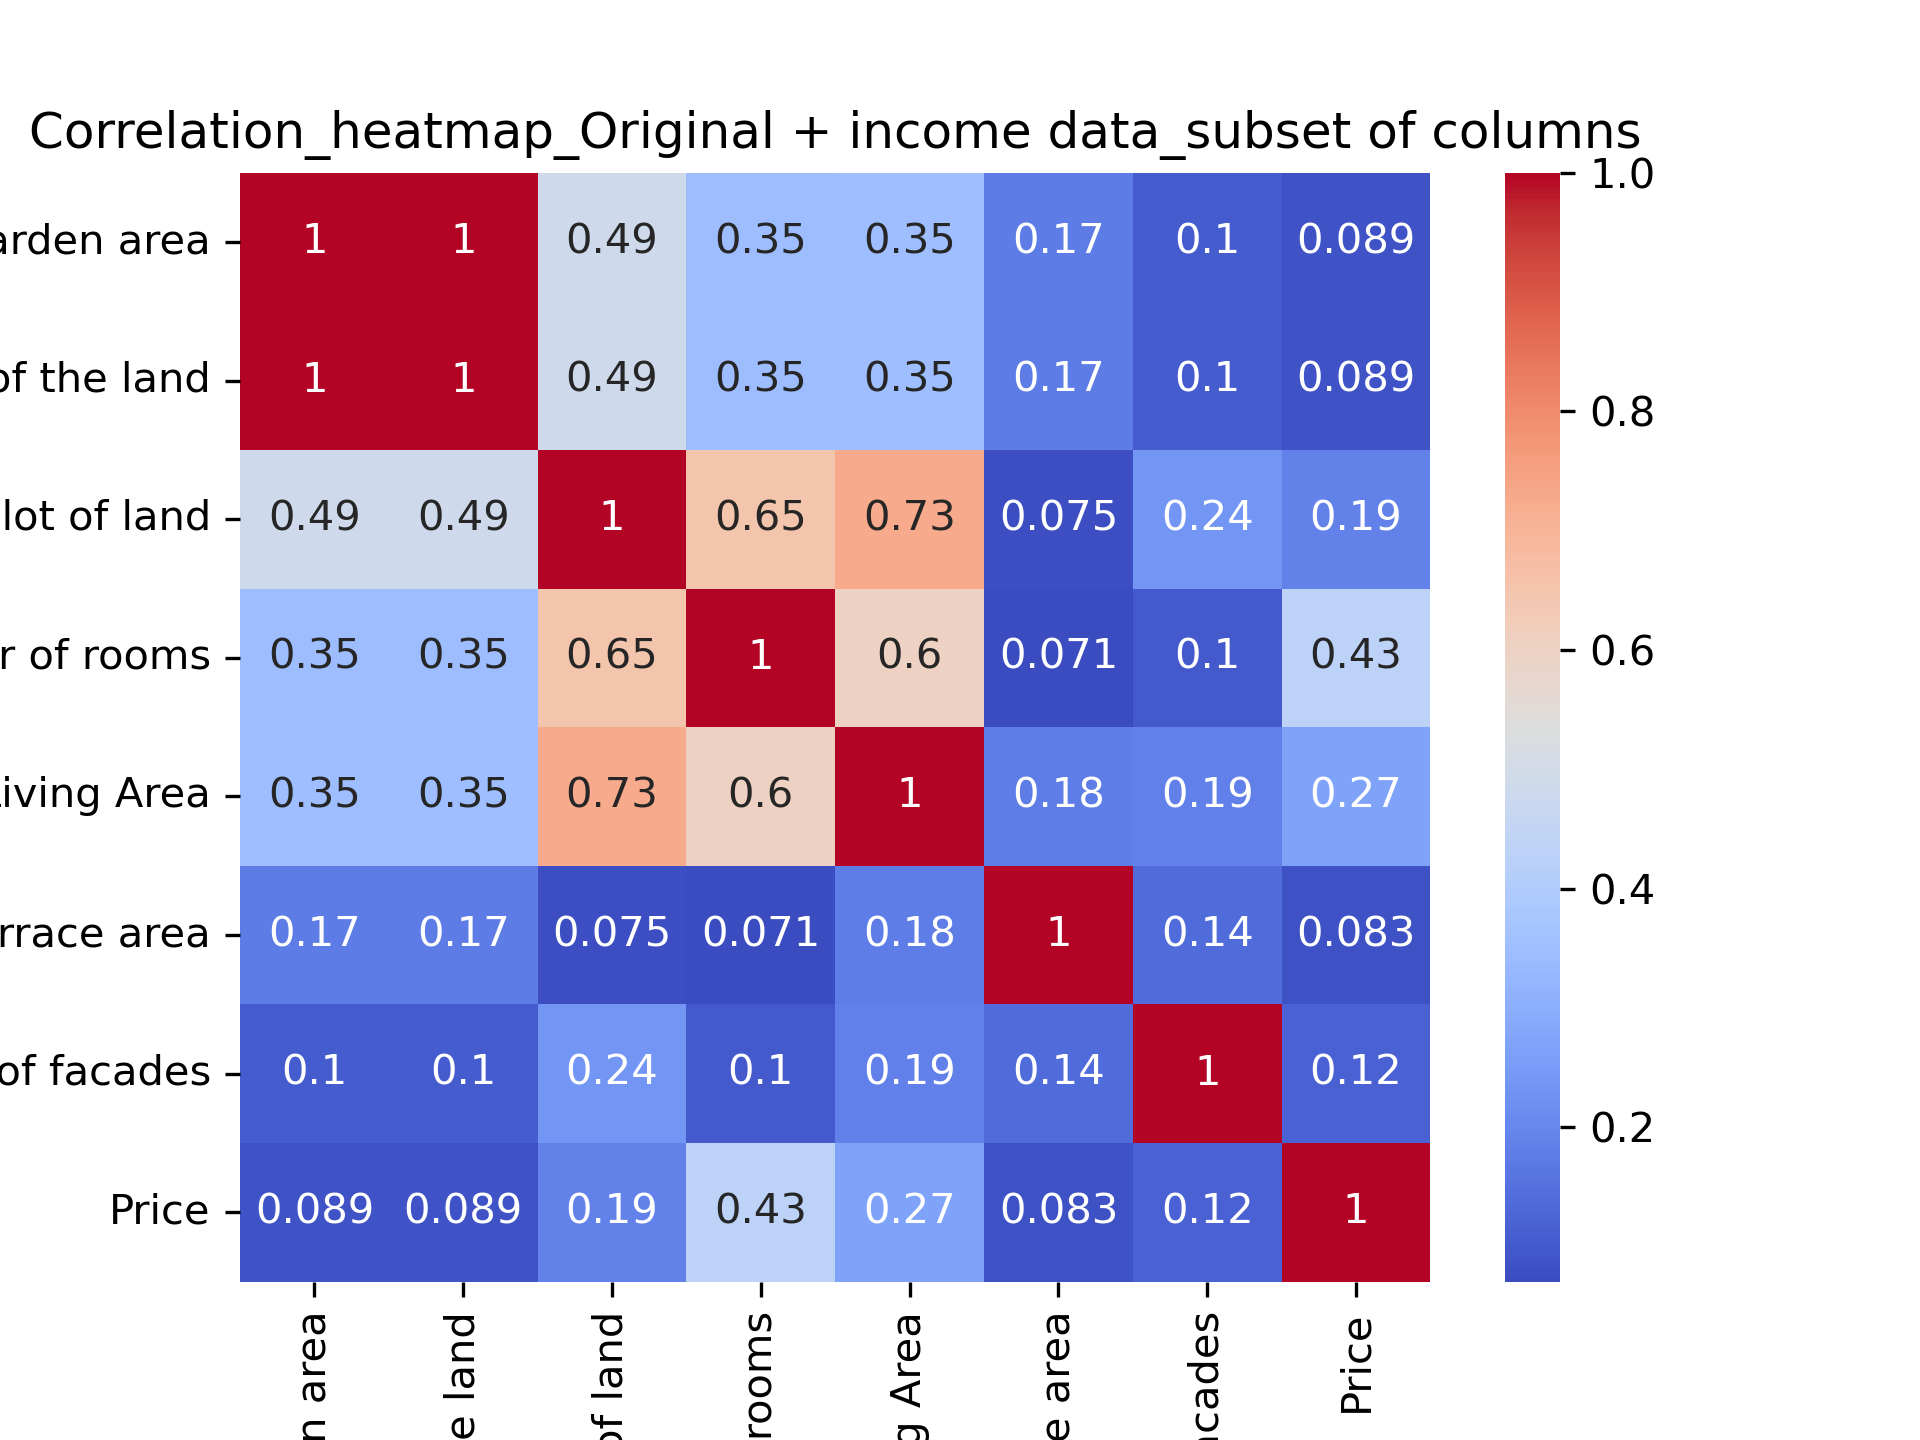 Correlation_heatmap_Original + income data_subset of columns
arden area 1 1 0.49 0.35 0.35 0.17 0.1 0.089
of the land 1 1 0.49 0.35 0.35 0.17 0.1 0.089
lot of land 0.49 0.49 1 0.65 0.73 0.075 0.24 0.19
r of rooms 0.35 0.35 0.65 1 0.6 0.071 0.1 0.43
iving Area 0.35 0.35 0.73 0.6 1 0.18 0.19 0.27
rrace area 0.17 0.17 0.075 0.071 0.18 1 0.14 0.083
of facades 0.1 0.1 0.24 0.1 0.19 0.14 1 0.12
Price 0.089 0.089 0.19 0.43 0.27 0.083 0.12 1
n area
e land
of land
rooms
g Area
e area
cades
Price
1.0
0.8
0.6
0.4
0.2